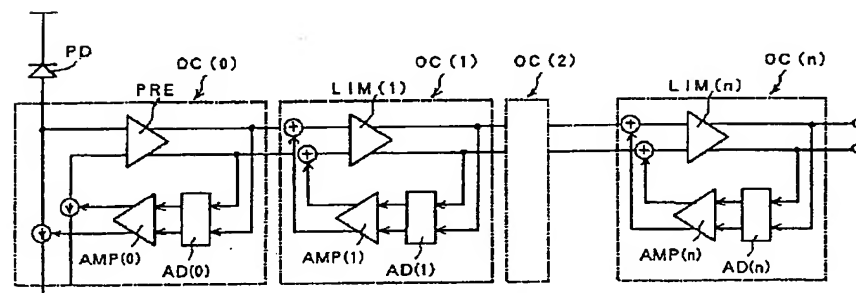 PD
OC(0)
OC(1)
OC(2)
OC(n)
PRE
LIM(1)
LIM(n)
AMP(0)
AD(0)
AMP(1)
AD(1)
AMP(n)
AD(n)